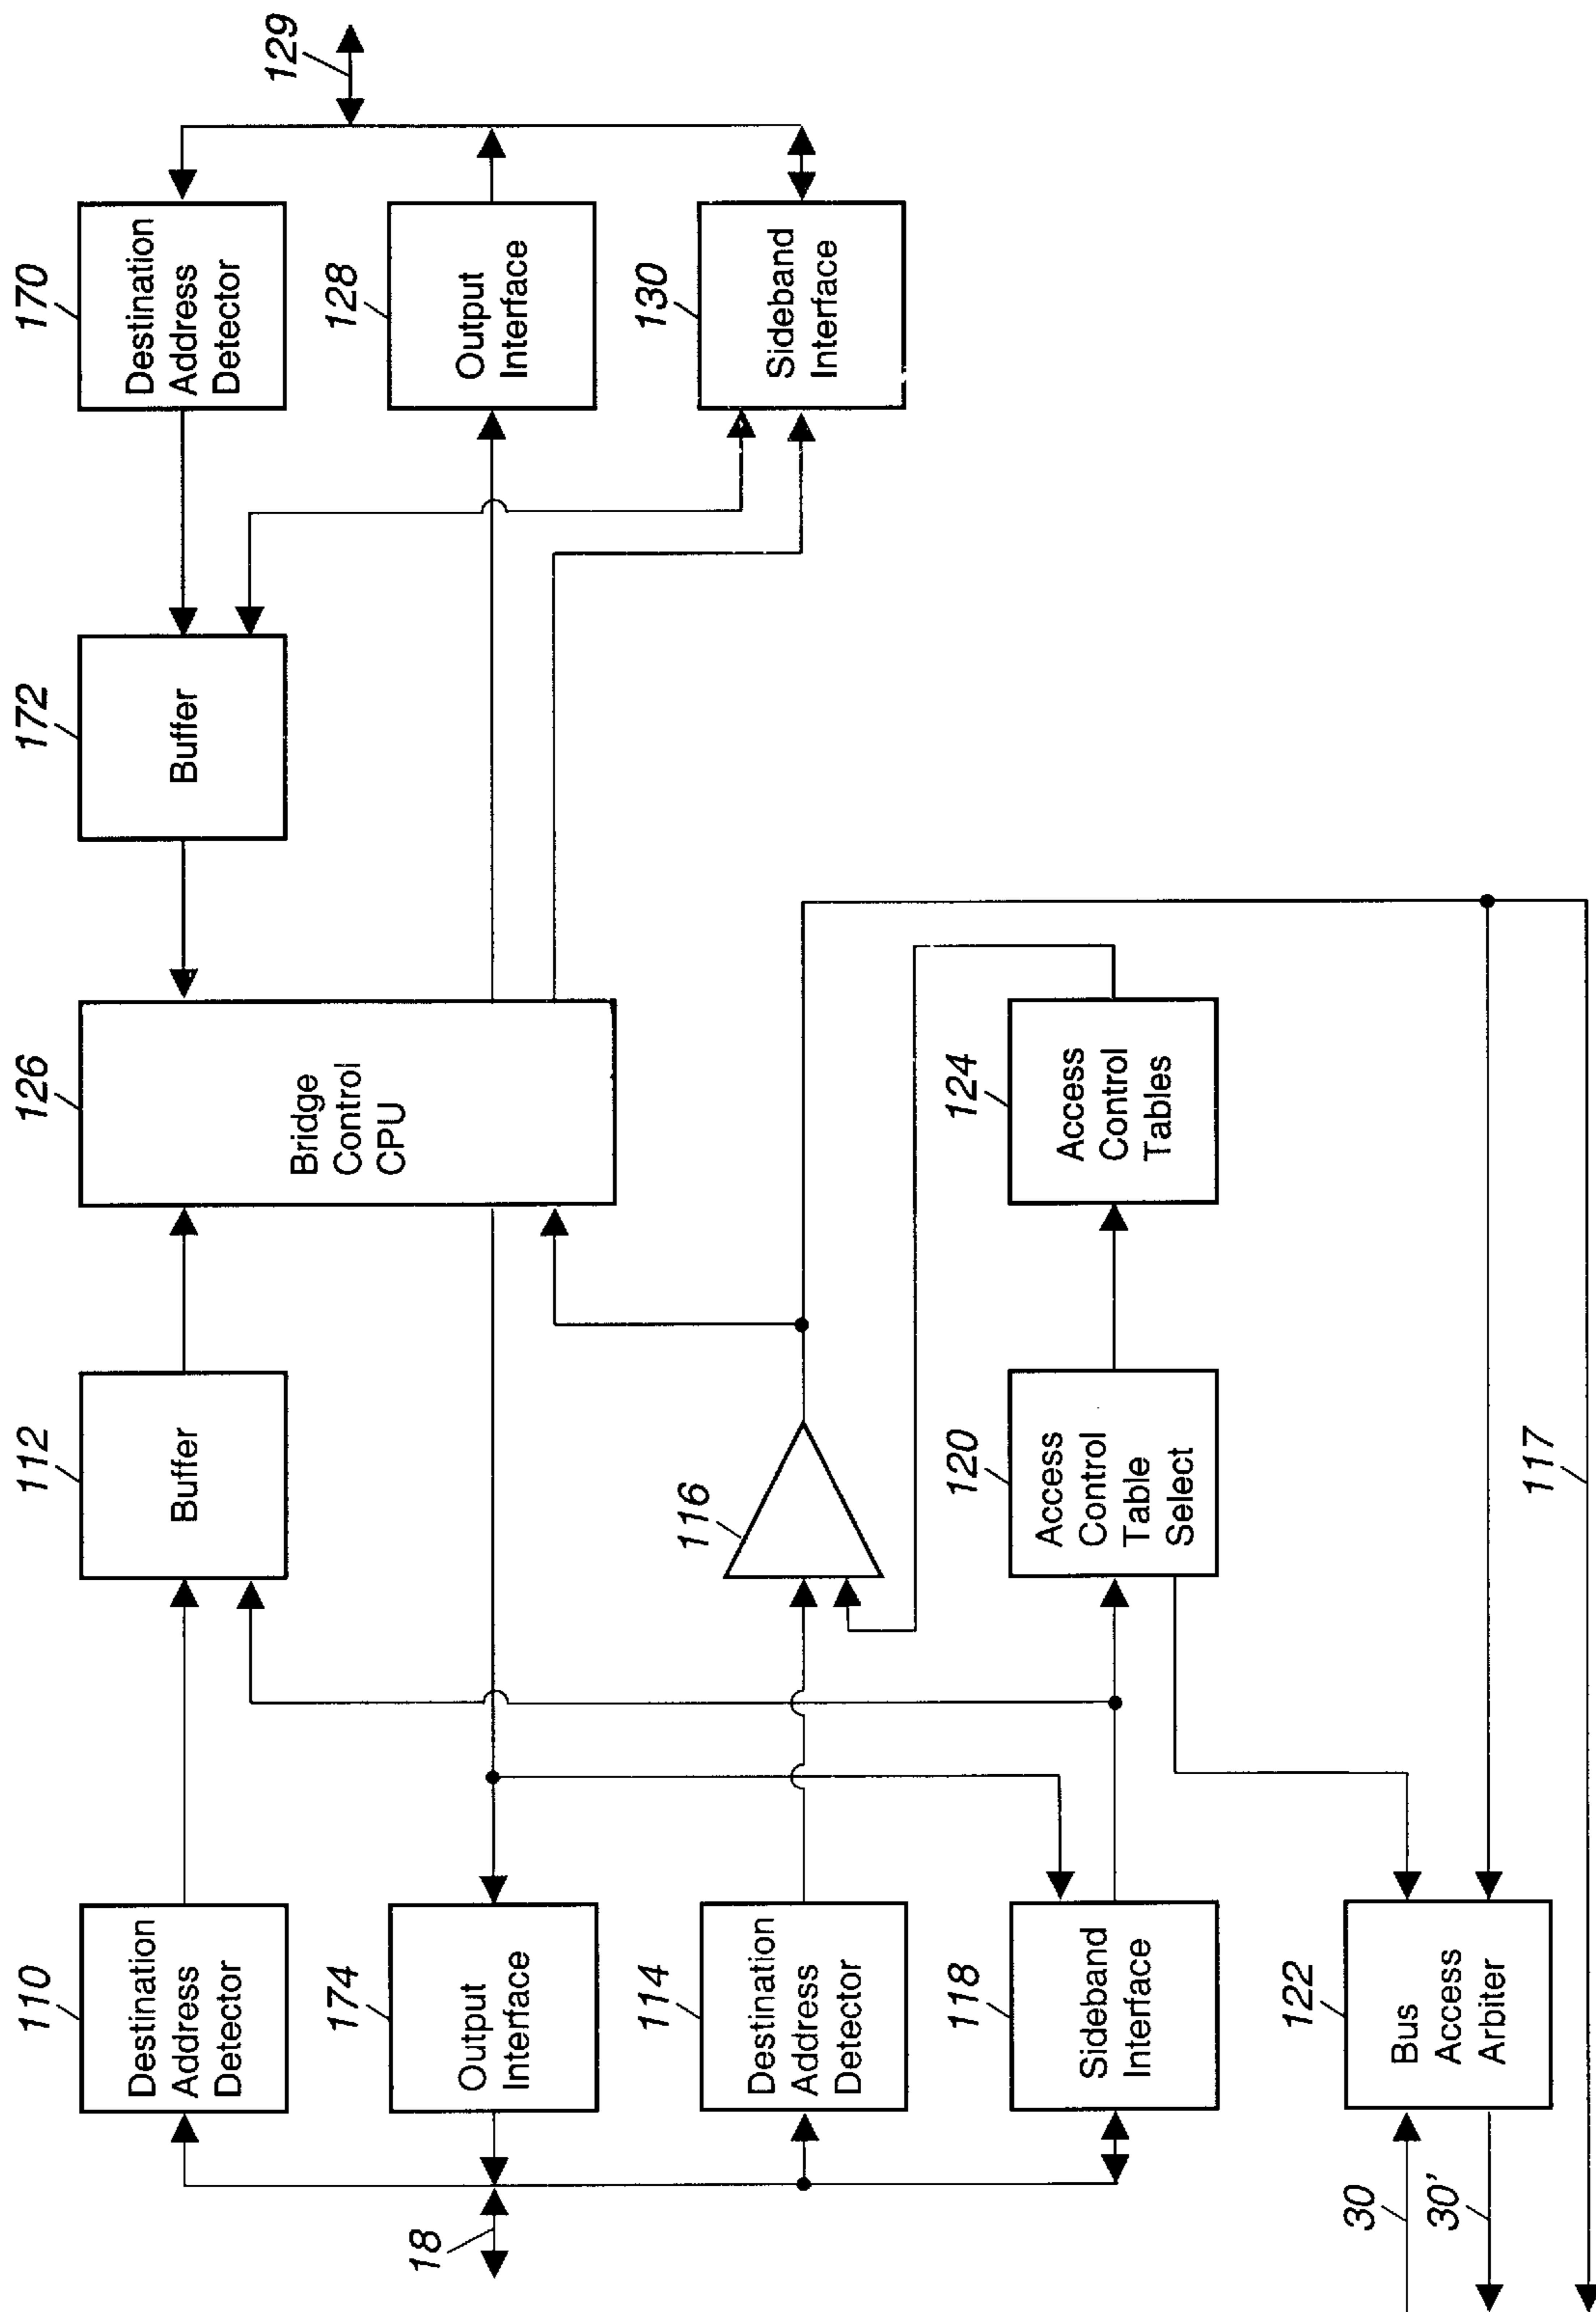 110
Destination
Address
Detector
112
Buffer
126
Bridge
Control
CPU
172
Buffer
170
Destination
Address
Detector
129
18
174
Output
Interface
128
Output
Interface
114
Destination
Address
Detector
116
130
Sideband
Interface
118
Sideband
Interface
120
Access
Control
Table
Select
124
Access
Control
Tables
122
Bus
Access
Arbiter
30
30'
117